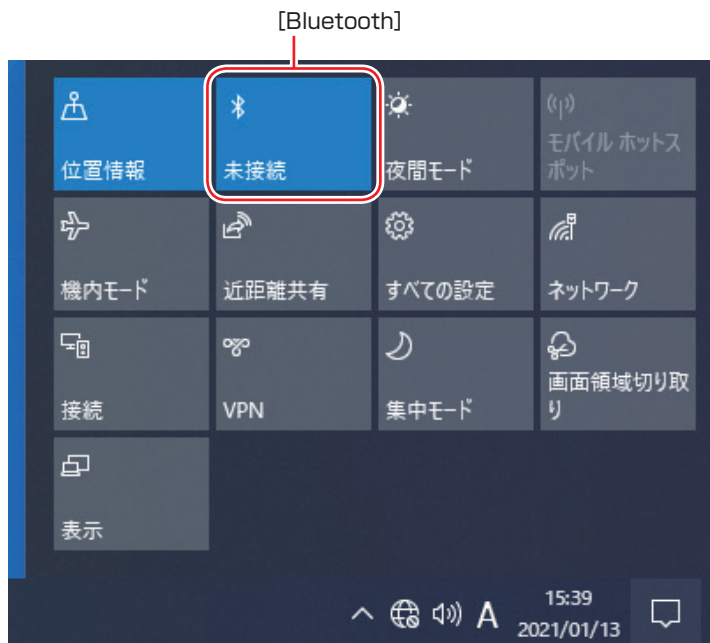 [Bluetooth]
位置情報
未接続
夜間モード
モバイル ホットス
ポット
機内モード
近距離共有
すべての設定
ネットワーク
接続
VPN
集中モード
画面領域切り取
り
表示
A
15:39
2021/01/13